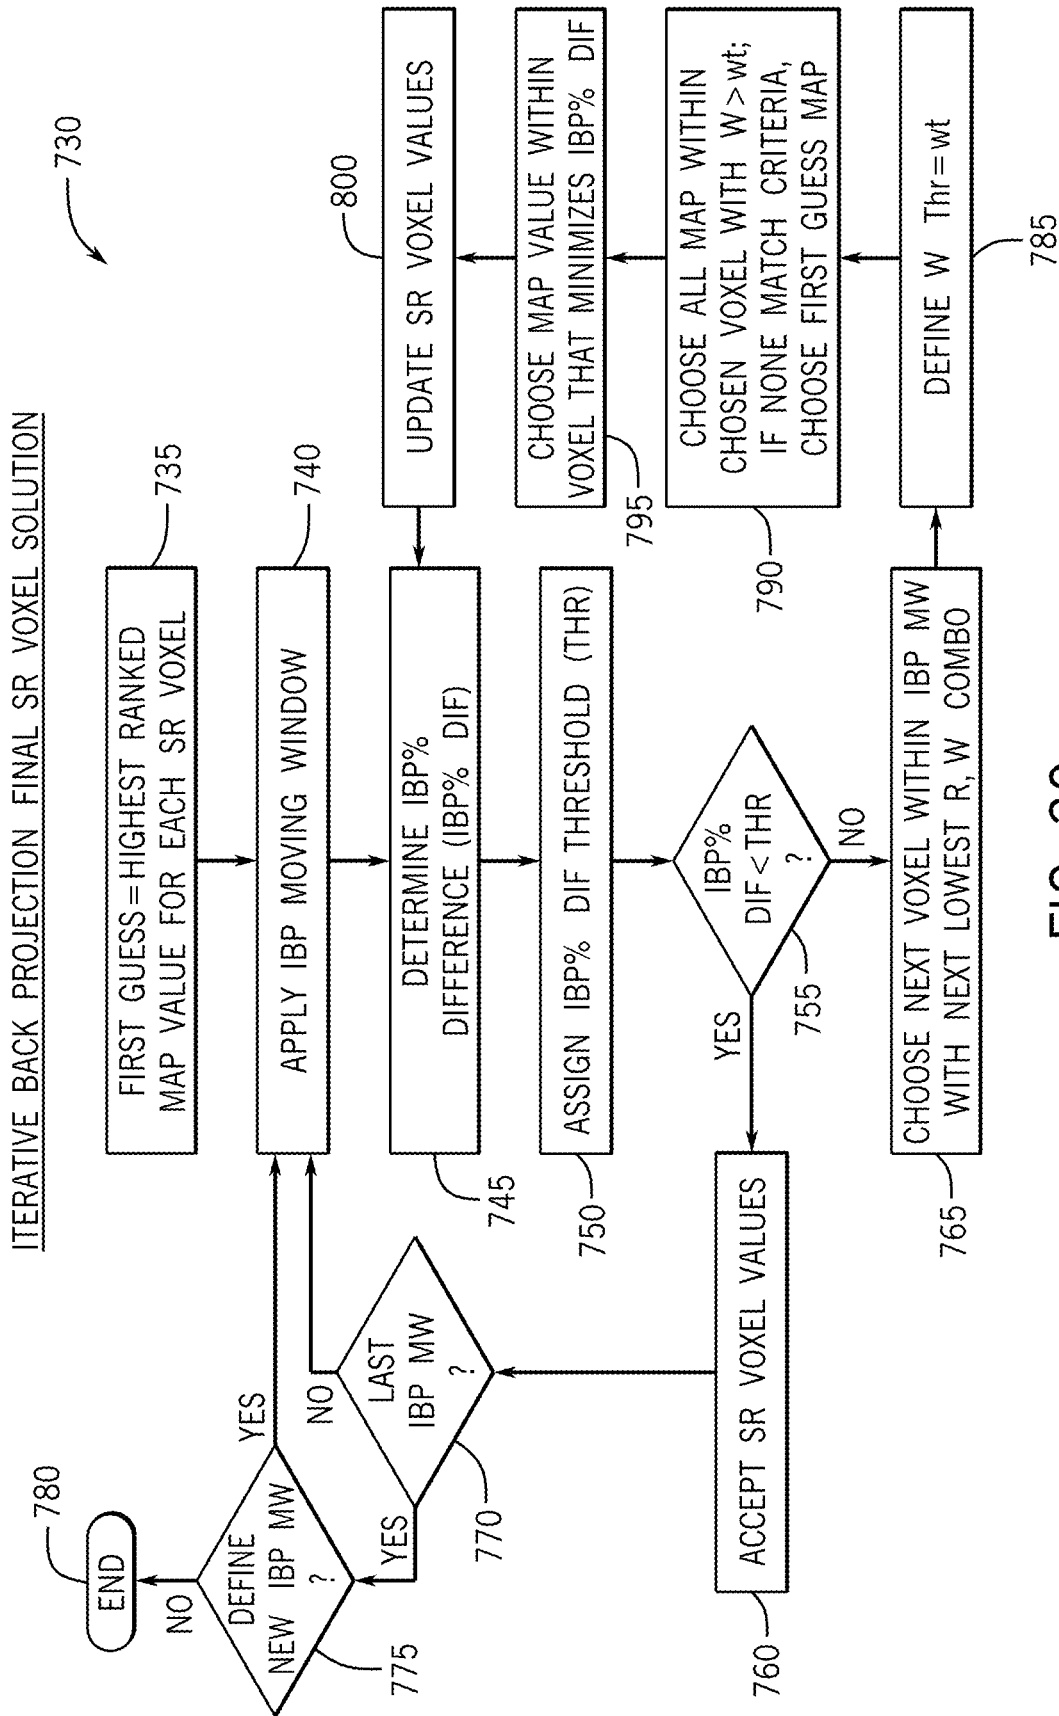 ITERATIVE BACK PROJECTION FINAL SR VOXEL SOLUTION
730
FIRST GUESS=HIGHEST RANKED
MAP VALUE FOR EACH SR VOXEL
735
APPLY IBP MOVING WINDOW
740
DETERMINE IBP%
DIFFERENCE (IBP% DIF)
745
ASSIGN IBP% DIF THRESHOLD (THR)
750
IBP%
DIF<THR
?
755
YES
NO
ACCEPT SR VOXEL VALUES
760
CHOOSE NEXT VOXEL WITHIN IBP MW
WITH NEXT LOWEST R, W COMBO
765
LAST
IBP MW
?
770
NO
YES
DEFINE
NEW IBP MW
?
775
YES
NO
END
780
DEFINE W Thr=wt
785
CHOOSE ALL MAP WITHIN
CHOSEN VOXEL WITH W>wt;
IF NONE MATCH CRITERIA,
CHOOSE FIRST GUESS MAP
790
CHOOSE MAP VALUE WITHIN
VOXEL THAT MINIMIZES IBP% DIF
795
UPDATE SR VOXEL VALUES
800